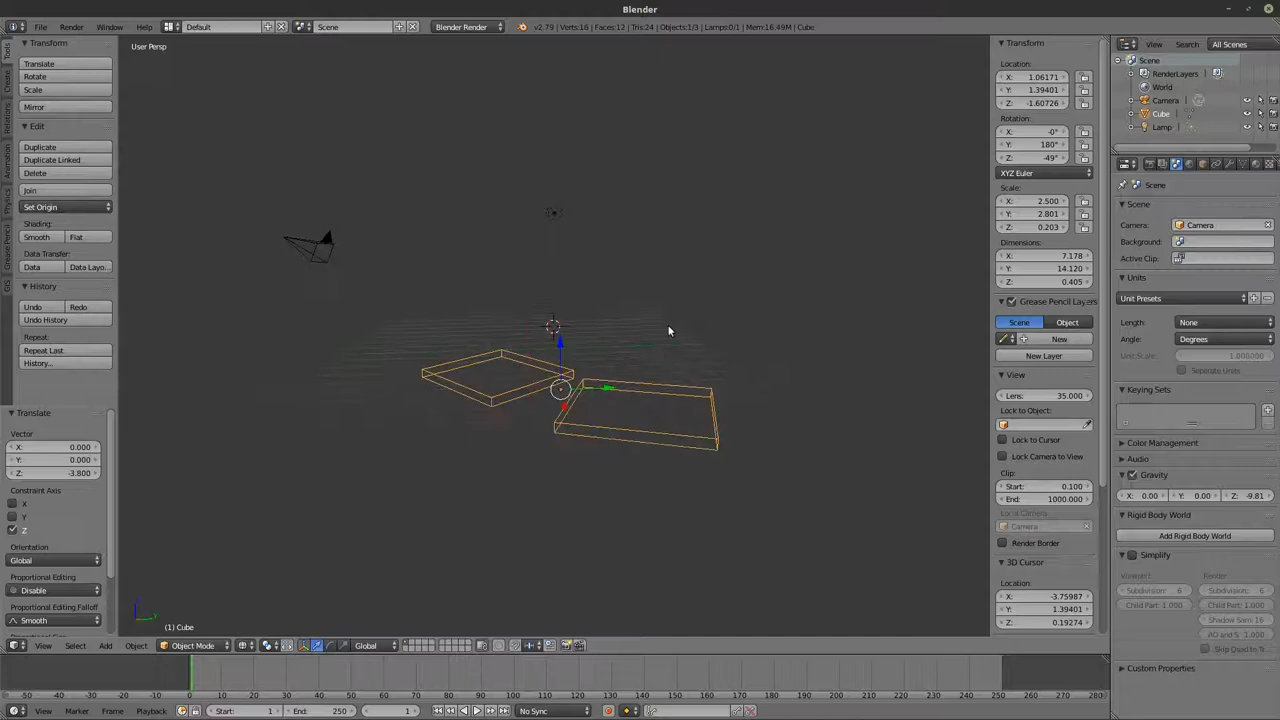 Blender
File Render Window Help Default Scene Blender Render v2.79 | Verts:16 | Faces:12 | Tris:24 | Objects:1/3 | Lamps:0/1 | Mem:16.49M | Cube
User Persp
Tools
Create
Relations
Animation
Physics
Grease Pencil
GIS
Transform
Translate
Rotate
Scale
Mirror
Edit
Duplicate
Duplicate Linked
Delete
Join
Set Origin
Shading:
Smooth Flat
Data Transfer:
Data Data Layo..
History
Undo Redo
Undo History
Repeat:
Repeat Last
History...
Translate
Vector
X: 0.000
Y: 0.000
Z: -3.800
Constraint Axis
X
Y
Z
Orientation
Global
Proportional Editing
Disable
Proportional Editing Falloff
Smooth
(1) Cube
View Select Add Object Object Mode Global
Transform
Location:
X: 1.06171
Y: 1.39401
Z: -1.60726
Rotation:
X: -0°
Y: 180°
Z: -49°
XYZ Euler
Scale:
X: 2.500
Y: 2.801
Z: 0.203
Dimensions:
X: 7.178
Y: 14.120
Z: 0.405
Grease Pencil Layers
Scene Object
New
New Layer
View
Lens: 35.000
Lock to Object:
Lock to Cursor
Lock Camera to View
Clip:
Start: 0.100
End: 1000.000
Local Camera:
Camera
Render Border
3D Cursor
Location:
X: -3.75987
Y: 1.39401
Z: 0.19274
View Search All Scenes
Scene
RenderLayers
World
Camera
Cube
Lamp
Scene
Scene
Camera: Camera
Background:
Active Clip:
Units
Unit Presets
Length: None
Angle: Degrees
Unit Scale: 1.000000
Separate Units
Keying Sets
Color Management
Audio
Gravity
X: 0.00 Y: 0.00 Z: -9.81
Rigid Body World
Add Rigid Body World
Simplify
Viewport: Render:
Subdivision: 6 Subdivision: 6
Child Part: 1.000 Child Parti: 1.000
Shadow Sam: 16
AO and S: 1.000
Skip Quad to Tr..
Custom Properties
-50 -40 -30 -20 -10 0 10 20 30 40 50 60 70 80 90 100 110 120 130 140 150 160 170 180 190 200 210 220 230 240 250 260 270 280
View Marker Frame Playback Start: 1 End: 250 1 No Sync